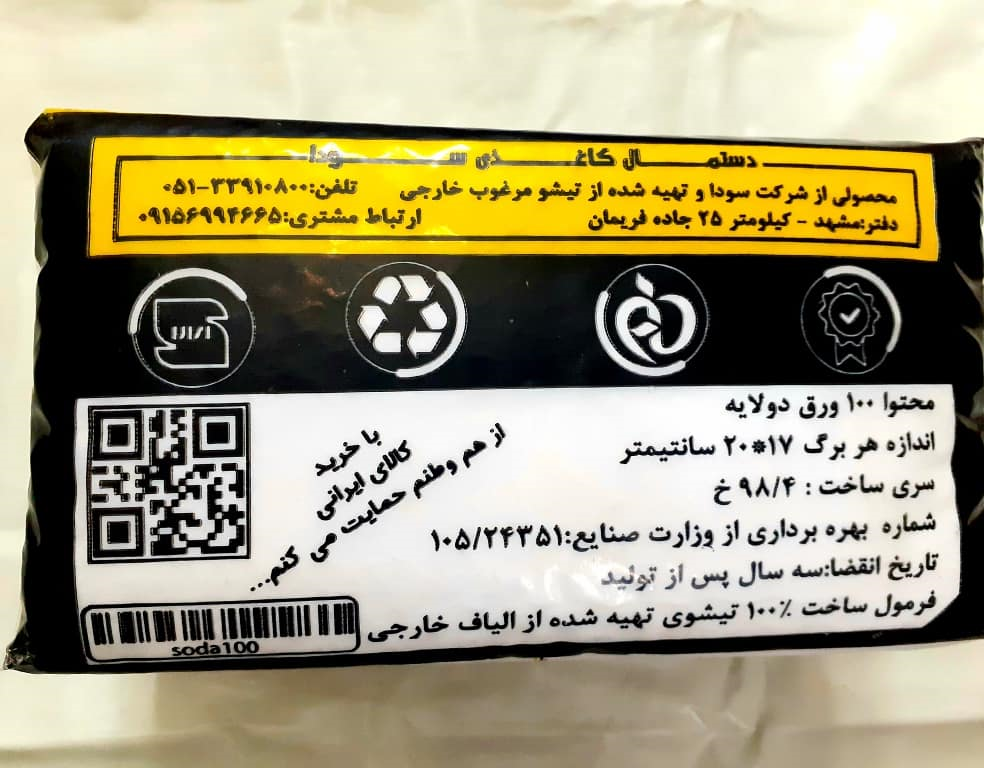 دستمـــال کاغـــذی ســـودا
محصولی از شرکت سودا و تهیه شده از تیشو مرغوب خارجی تلفن:۳۳۹۱۰۸۰۰-۰۵۱
دفتر:مشهد - کیلومتر ۲۵ جاده فریمان ارتباط مشتری:۰۹۱۵۶۹۹۴۶۶۵
محتوا ۱۰۰ ورق دولایه
اندازه هر برگ ۱۷*۲۰ سانتیمتر
سری ساخت : ۹۸/۴ خ
شماره بهره برداری از وزارت صنایع:۱۰۵/۲۴۳۵۱
تاریخ انقضا:سه سال پس از تولید
فرمول ساخت ۱۰۰٪ تیشوی تهیه شده از الیاف خارجی
با خرید
کالای ایرانی
از هم وطنم حمایت می کنم...
soda100